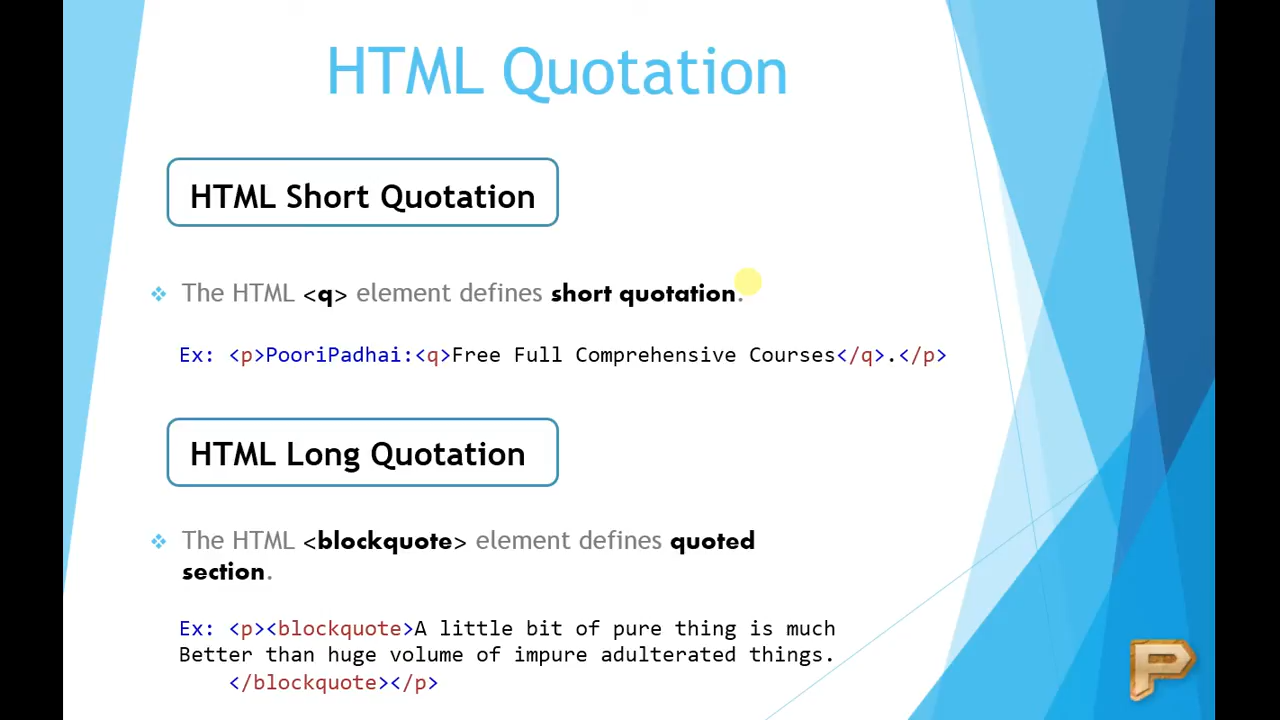 HTML Quotation
HTML Short Quotation
The HTML <q> element defines short quotation.
Ex: <p>PooriPadhai:<q>Free Full Comprehensive Courses</q>.</p>
HTML Long Quotation
The HTML <blockquote> element defines quoted
section.
Ex: <p><blockquote>A little bit of pure thing is much
Better than huge volume of impure adulterated things.
</blockquote></p>
P